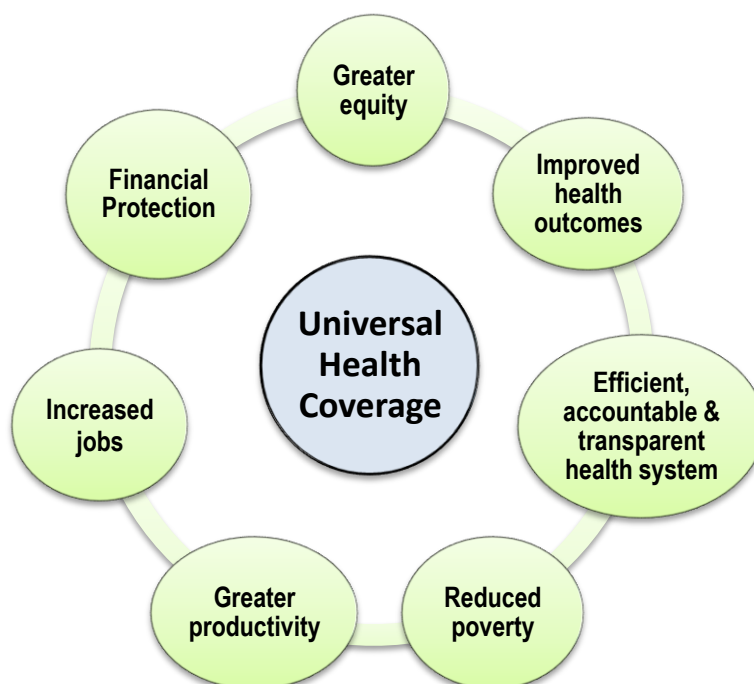 Greater
equity
Improved
health
outcomes
Efficient,
accountable &
transparent
health system
Reduced
poverty
Greater
productivity
Increased
jobs
Financial
Protection
Universal
Health
Coverage